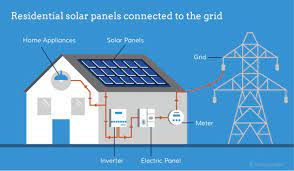 Residential solar panels connected to the grid
Home Appliances
Solar Panels
Grid
Meter
Inverter
Electric Panel